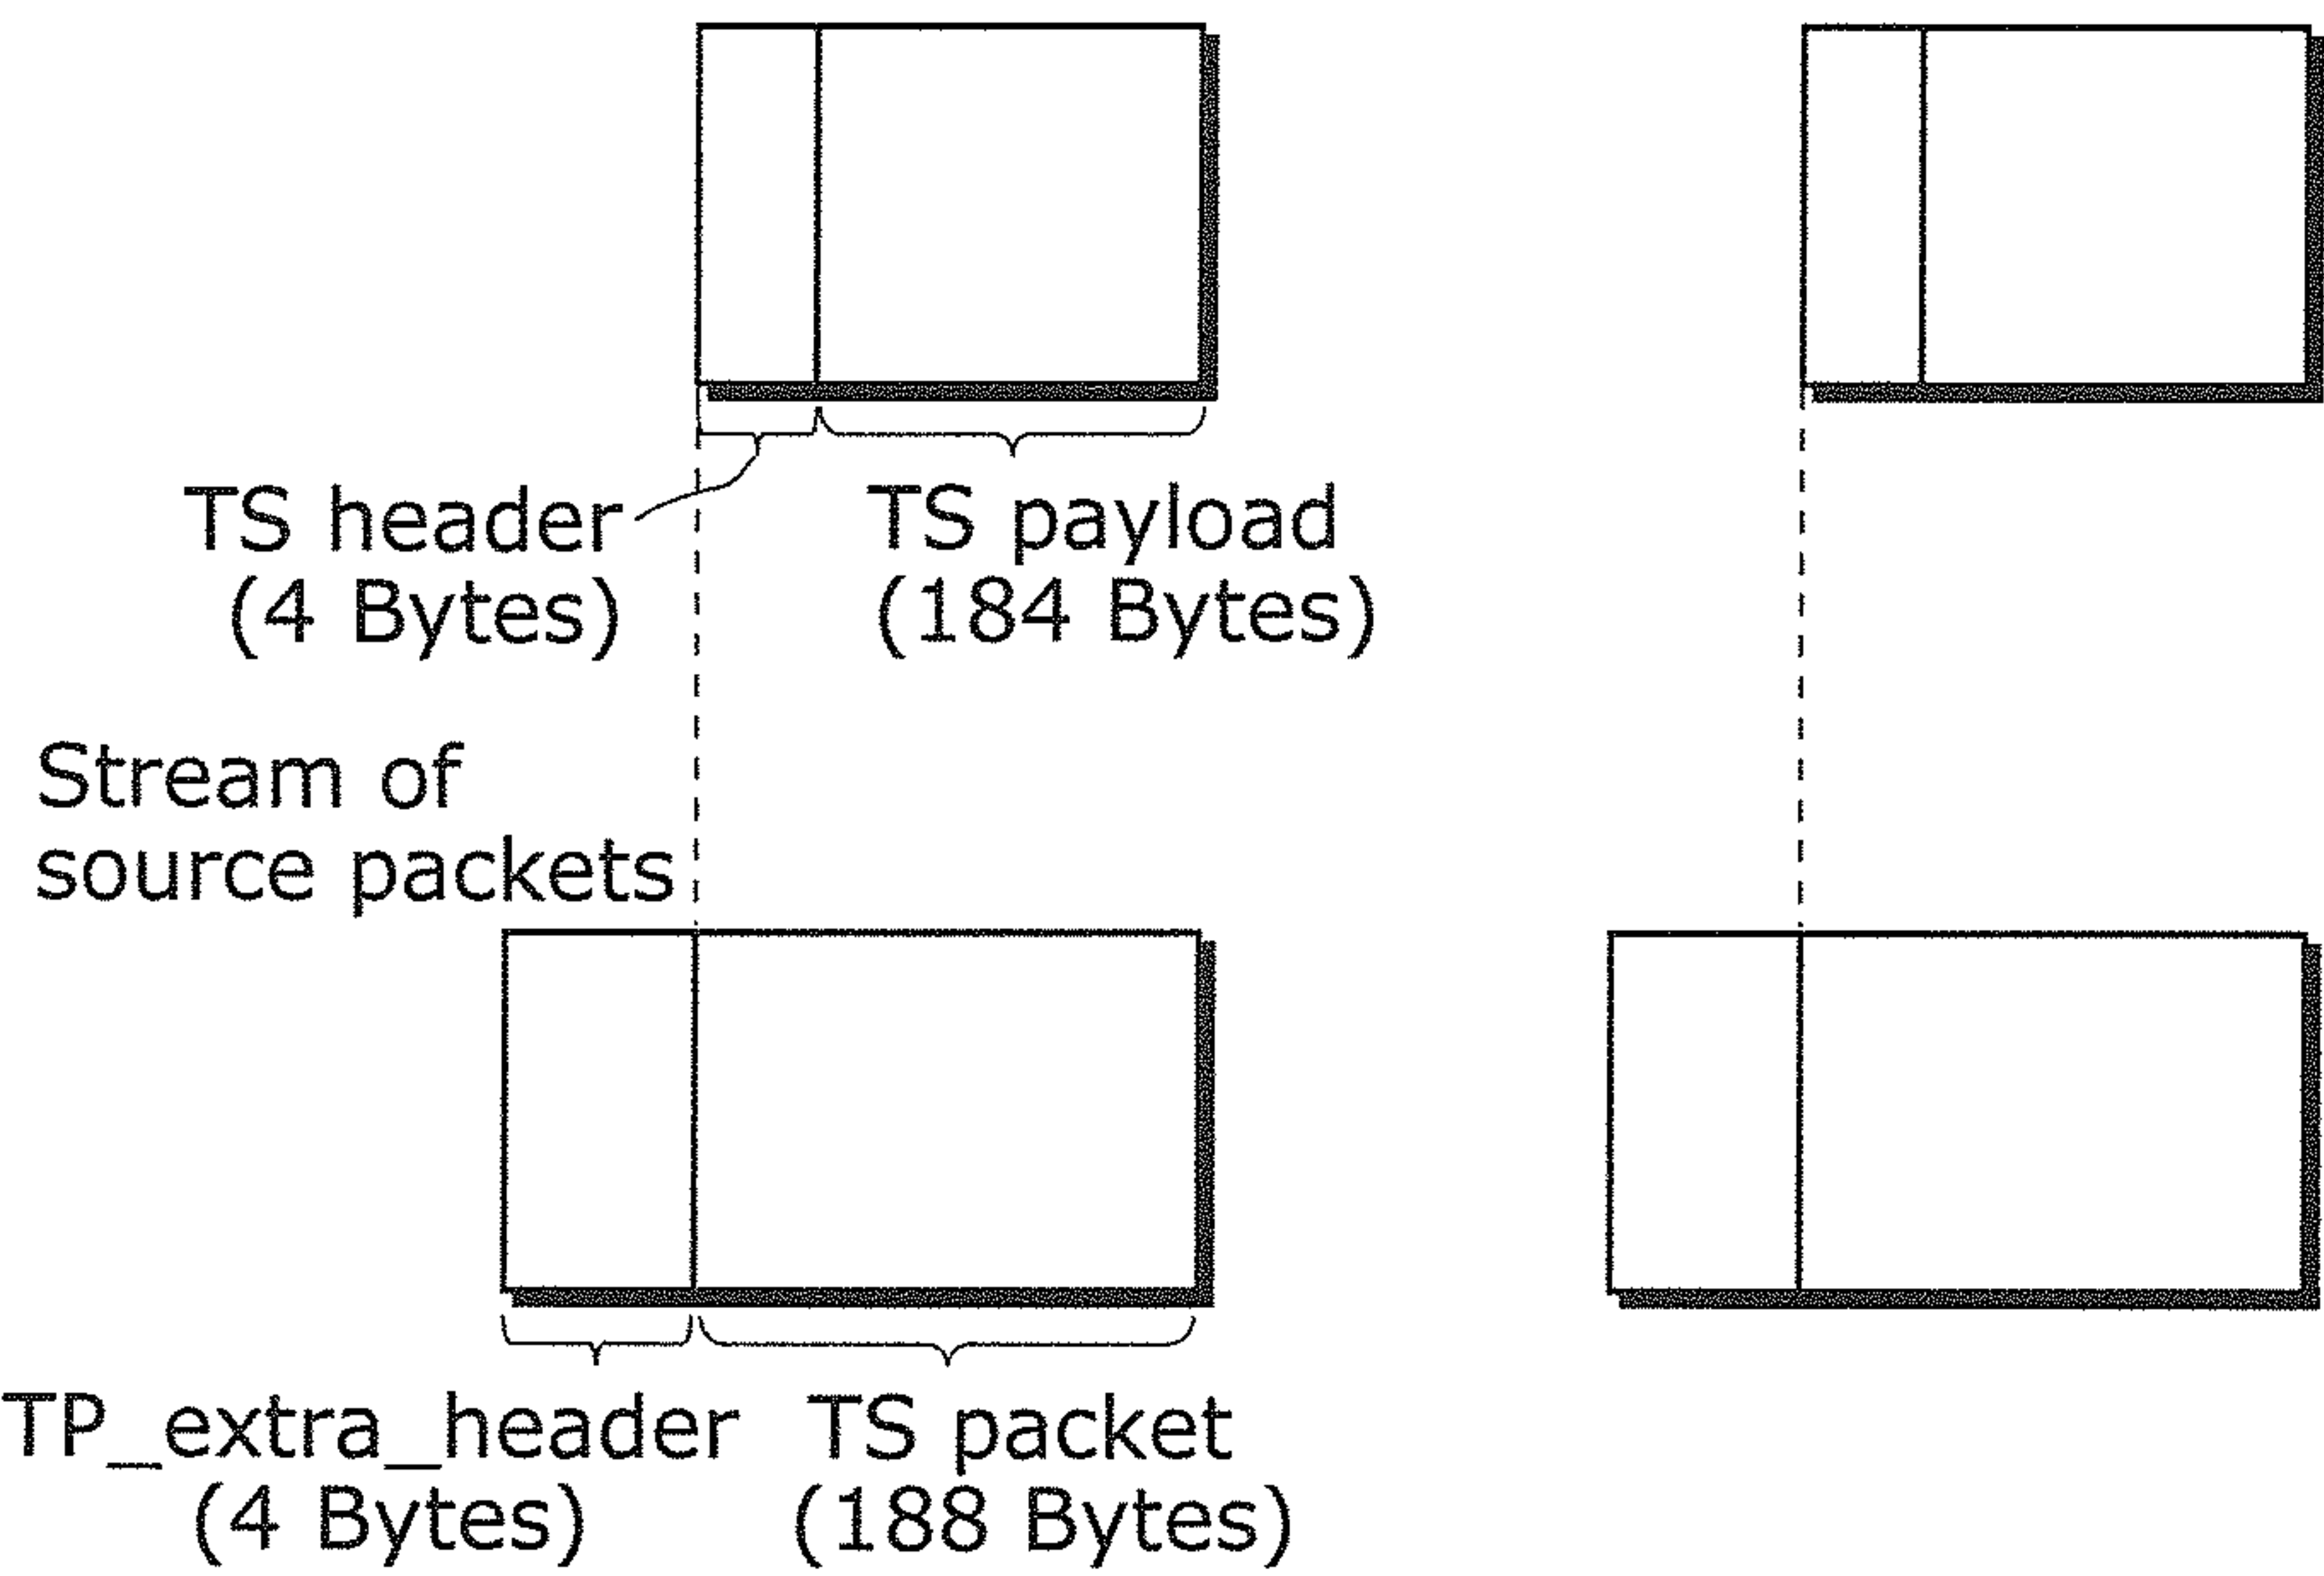 TS header
(4 Bytes)
TS payload
(184 Bytes)
Stream of
source packets
TP_extra_header
(4 Bytes)
TS packet
(188 Bytes)